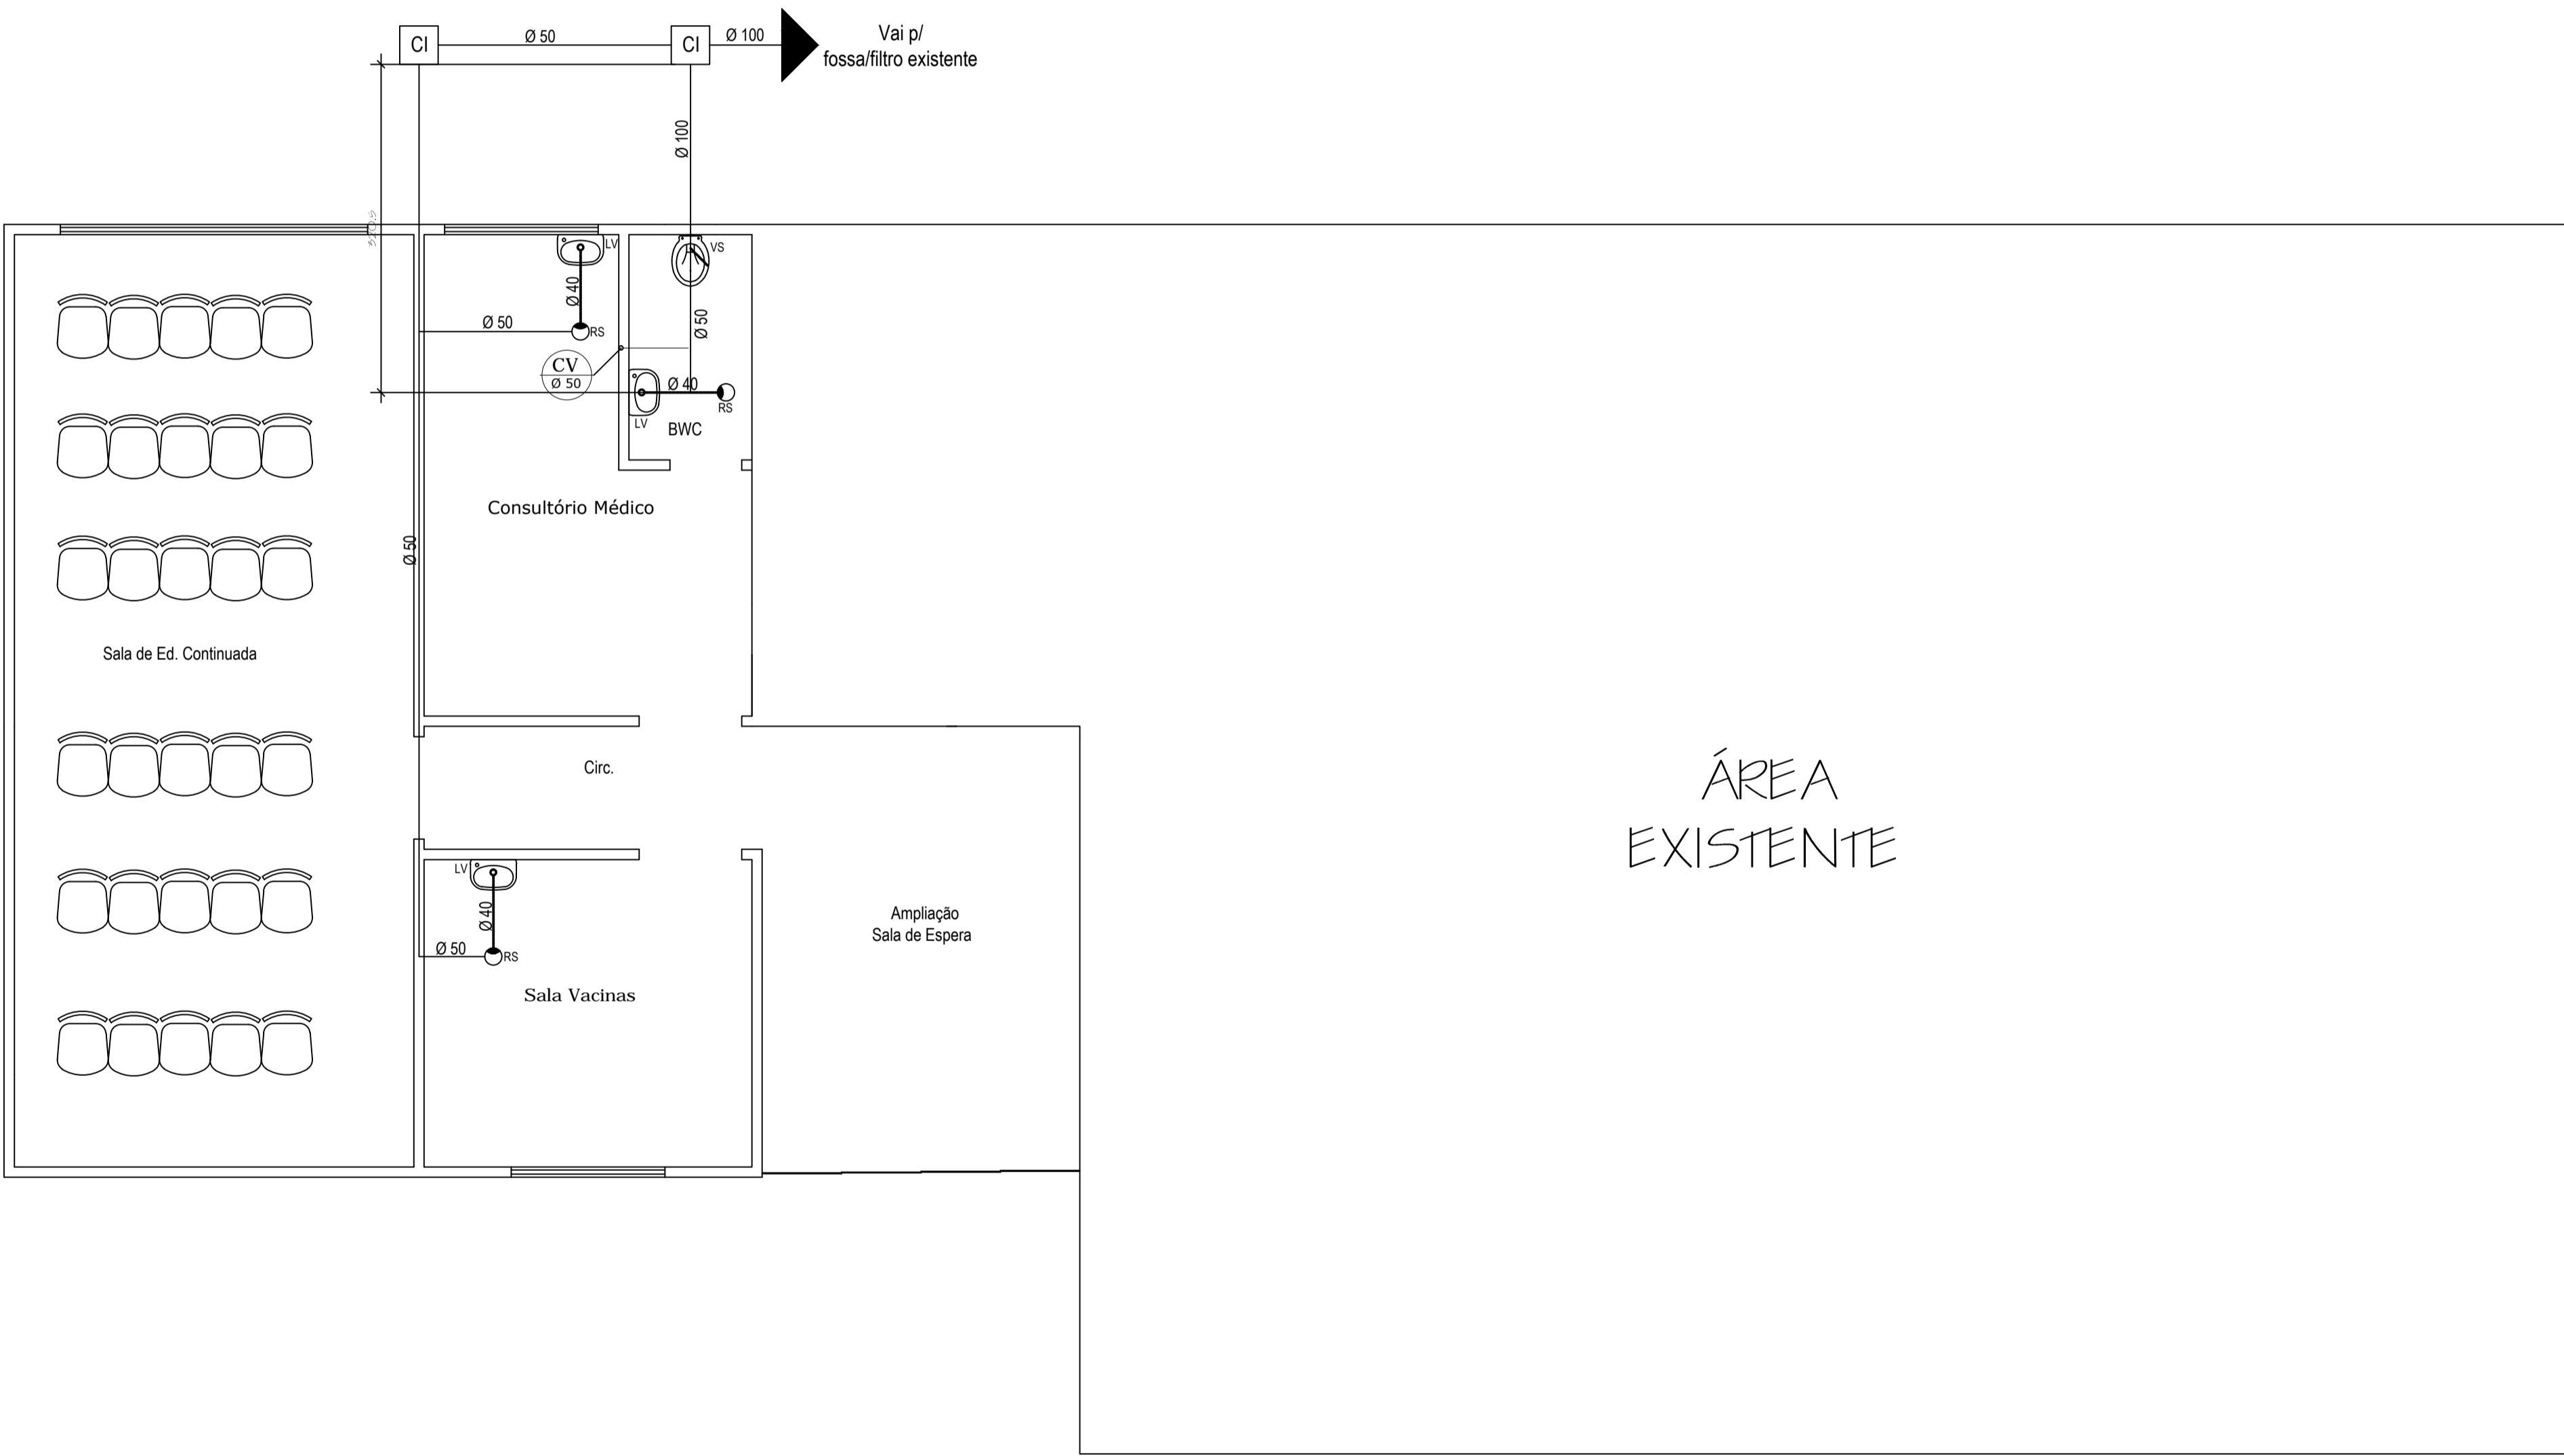 CI
Ø 50
CI
Ø 100
Vai p/
fossa/filtro existente
Ø 100
320.5
LV
VS
Ø 40
Ø 50
RS
Ø 50
CV
Ø 50
Ø 40
RS
LV
BWC
Consultório Médico
Ø 50
Sala de Ed. Continuada
Circ.
ÁREA
EXISTENTE
LV
Ø 40
Ø 50
RS
Sala Vacinas
Ampliação
Sala de Espera